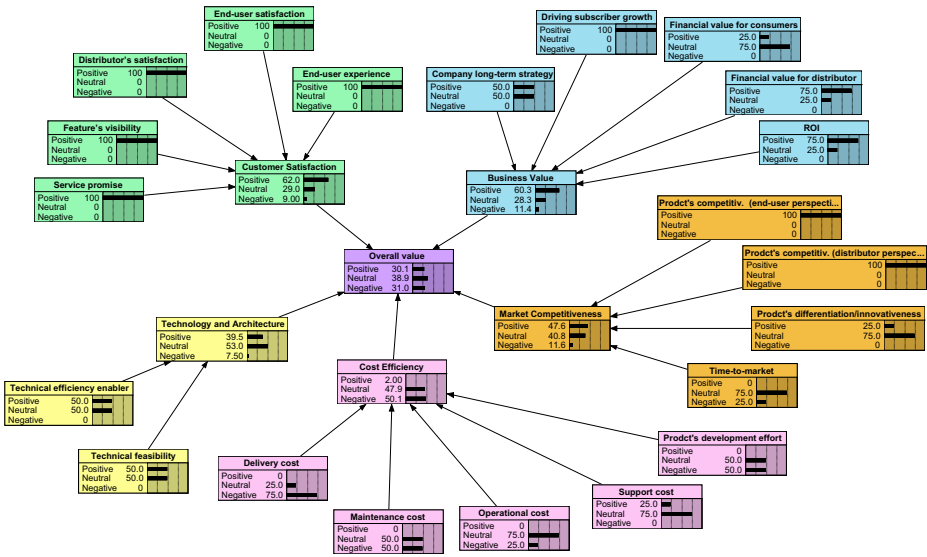 End-user satisfaction
Positive 100
Neutral 0
Negative 0
Driving subscriber growth
Positive 100
Neutral 0
Negative 0
Financial value for consumers
Positive 25.0
Neutral 75.0
Negative 0
Distributor's satisfaction
Positive 100
Neutral 0
Negative 0
End-user experience
Positive 100
Neutral 0
Negative 0
Company long-term strategy
Positive 50.0
Neutral 50.0
Negative 0
Financial value for distributor
Positive 75.0
Neutral 25.0
Negative 0
Feature's visibility
Positive 100
Neutral 0
Negative 0
ROI
Positive 75.0
Neutral 25.0
Negative 0
Customer Satisfaction
Positive 62.0
Neutral 29.0
Negative 9.00
Business Value
Positive 60.3
Neutral 28.3
Negative 11.4
Service promise
Positive 100
Neutral 0
Negative 0
Prodct's competitiv. (end-user perspecti...
Positive 100
Neutral 0
Negative 0
Overall value
Positive 30.1
Neutral 38.9
Negative 31.0
Prodct's competitiv. (distributor perspec...
Positive 100
Neutral 0
Negative 0
Technology and Architecture
Positive 39.5
Neutral 53.0
Negative 7.50
Market Competitiveness
Positive 47.6
Neutral 40.8
Negative 11.6
Prodct's differentiation/innovativeness
Positive 25.0
Neutral 75.0
Negative 0
Cost Efficiency
Positive 2.00
Neutral 47.9
Negative 50.1
Time-to-market
Positive 0
Neutral 75.0
Negative 25.0
Technical efficiency enabler
Positive 50.0
Neutral 50.0
Negative 0
Prodct's development effort
Positive 0
Neutral 50.0
Negative 50.0
Technical feasibility
Positive 50.0
Neutral 50.0
Negative 0
Delivery cost
Positive 0
Neutral 25.0
Negative 75.0
Support cost
Positive 25.0
Neutral 75.0
Negative 0
Maintenance cost
Positive 0
Neutral 50.0
Negative 50.0
Operational cost
Positive 0
Neutral 75.0
Negative 25.0